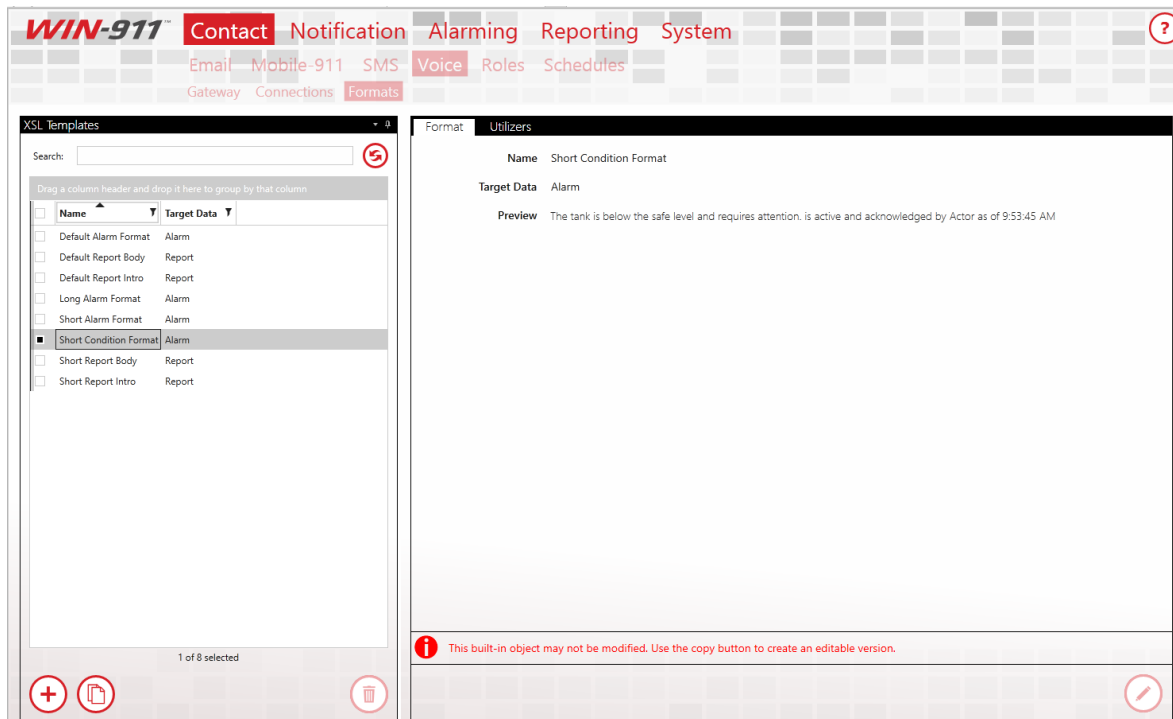 WIN-911™ Contact Notification Alarming Reporting System ?
Email Mobile-911 SMS Voice Roles Schedules
Gateway Connections Formats
XSL Templates
Search:
Drag a column header and drop it here to group by that column
Name Target Data
Default Alarm Format Alarm
Default Report Body Report
Default Report Intro Report
Long Alarm Format Alarm
Short Alarm Format Alarm
Short Condition Format Alarm
Short Report Body Report
Short Report Intro Report
1 of 8 selected
Format Utilizers
Name Short Condition Format
Target Data Alarm
Preview The tank is below the safe level and requires attention. is active and acknowledged by Actor as of 9:53:45 AM
This built-in object may not be modified. Use the copy button to create an editable version.